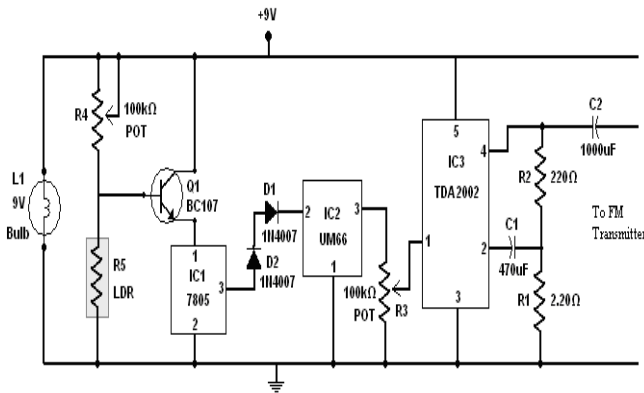 +9V
R4
100kΩ
POT
L1
9V
Bulb
Q1
BC107
R5
LDR
1
IC1
7805
3
2
D1
1N4007
D2
1N4007
2
IC2
UM66
3
1
100kΩ
POT
R3
5
IC3
TDA2002
4
1
2
3
C2
1000uF
R2
220Ω
C1
470uF
R1
2.20Ω
To FM
Transmitter